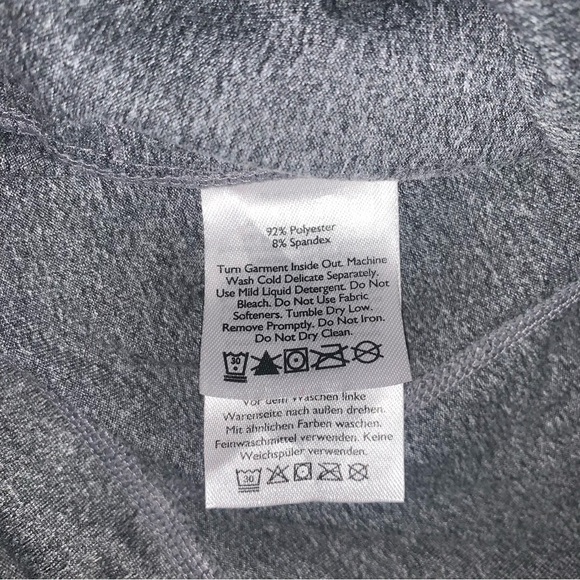 92% Polyester
8% Spandex
Turn Garment Inside Out. Machine
Wash Cold Delicate Separately.
Use Mild Liquid Detergent. Do Not
Bleach. Do Not Use Fabric
Softeners. Tumble Dry Low.
Remove Promptly. Do Not Iron.
Do Not Dry Clean.
30
Vor dem Waschen linke
Warenseite nach außen drehen.
Mit ähnlichen Farben waschen.
Feinwaschmittel verwenden. Keine
Weichspüler verwenden.
30